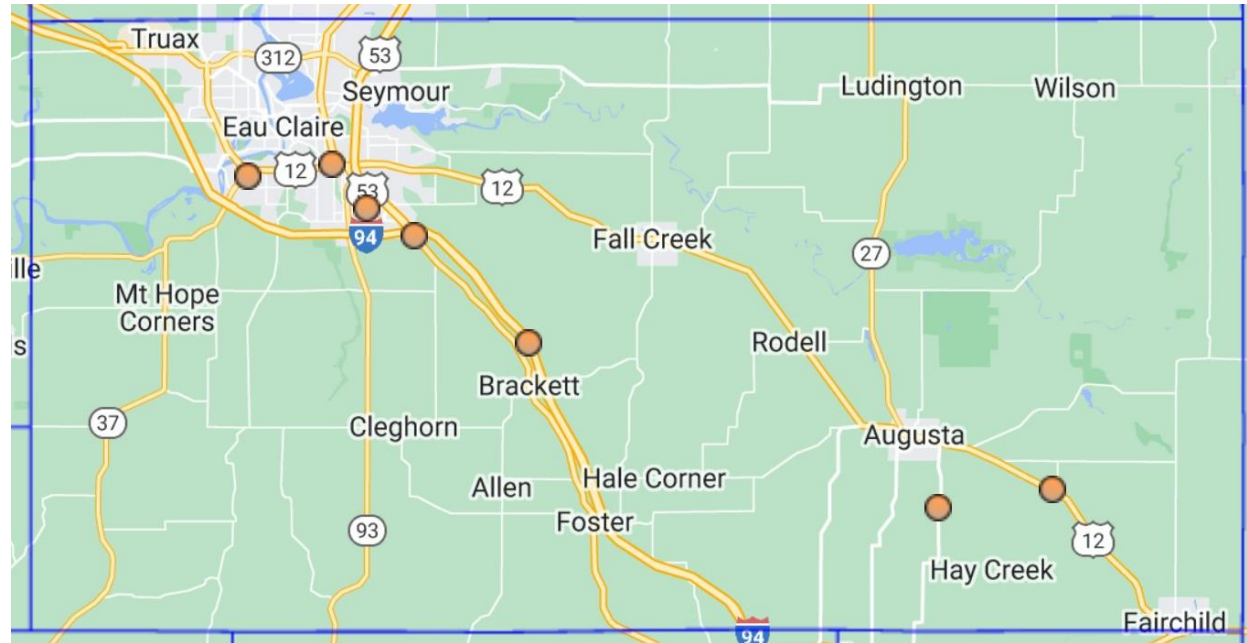 Truax
312
53
Seymour
Ludington
Wilson
Eau Claire
12
53
12
94
Fall Creek
27
ille
Mt Hope
Corners
s
Rodell
Brackett
37
Cleghorn
Augusta
Allen
Hale Corner
Foster
93
12
Hay Creek
Fairchild
94